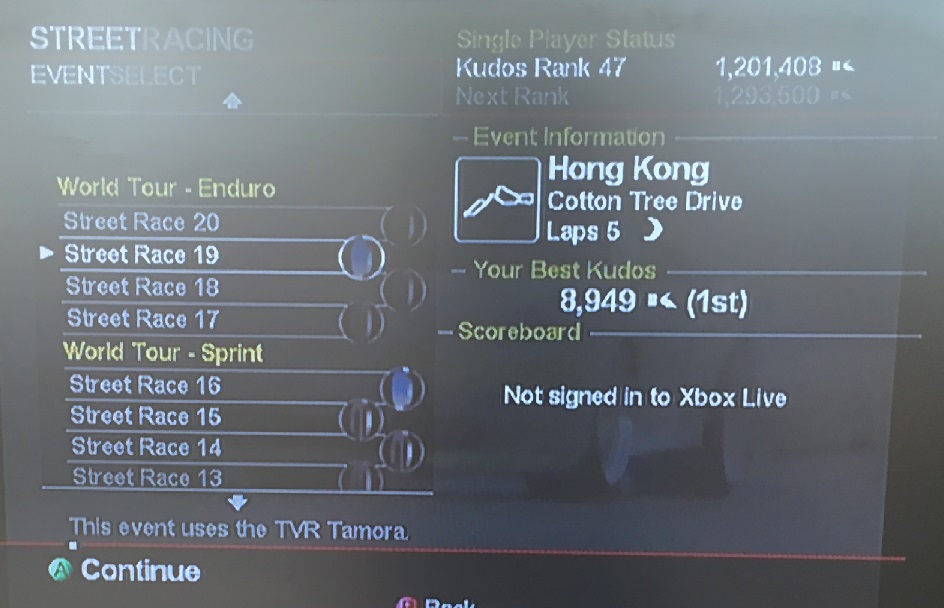 STREETRACING
EVENTSELECT
Single Player Status
Kudos Rank 47 1,201,408
Next Rank 1,293,600
World Tour - Enduro
Street Race 20
Street Race 19
Street Race 18
Street Race 17
World Tour - Sprint
Street Race 16
Street Race 15
Street Race 14
Street Race 13
This event uses the TVR Tamora.
Event Information
Hong Kong
Cotton Tree Drive
Laps 5
Your Best Kudos
8,949 (1st)
Scoreboard
Not signed in to Xbox Live
A Continue
Back